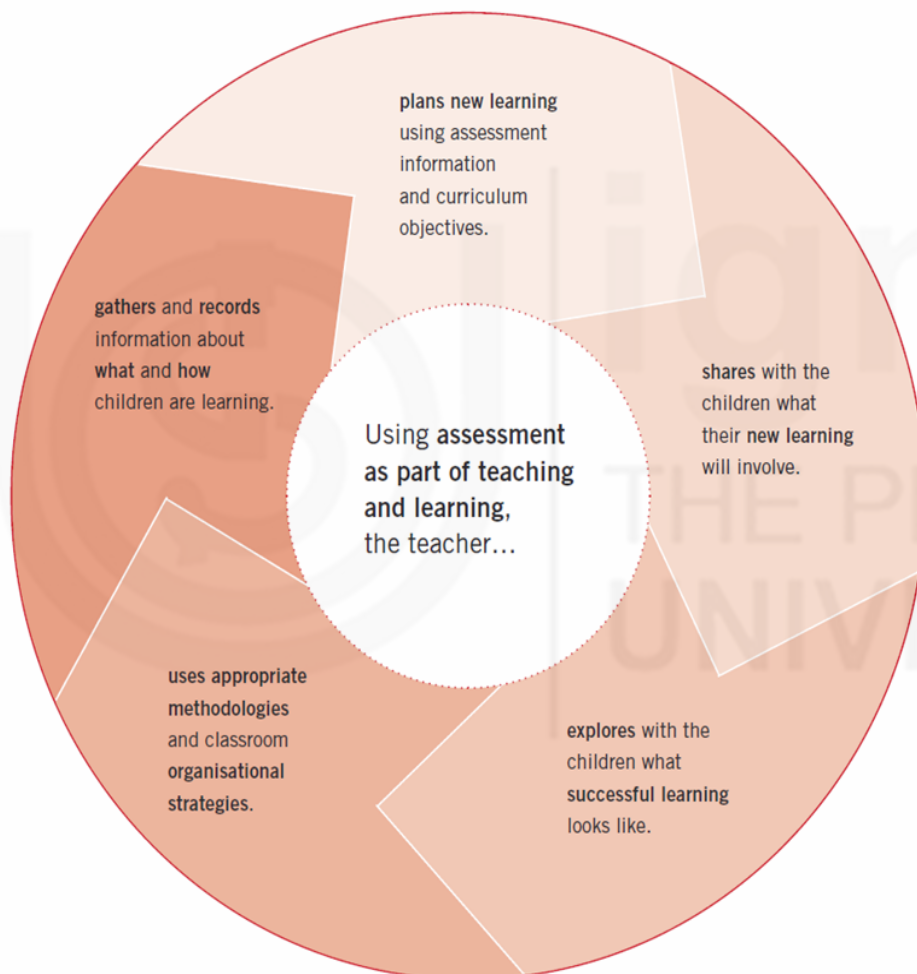 plans new learning
using assessment
information
and curriculum
objectives.
shares with the
children what
their new learning
will involve.
explores with the
children what
successful learning
looks like.
uses appropriate
methodologies
and classroom
organisational
strategies.
gathers and records
information about
what and how
children are learning.
Using assessment
as part of teaching
and learning,
the teacher...
THE P
UNIV